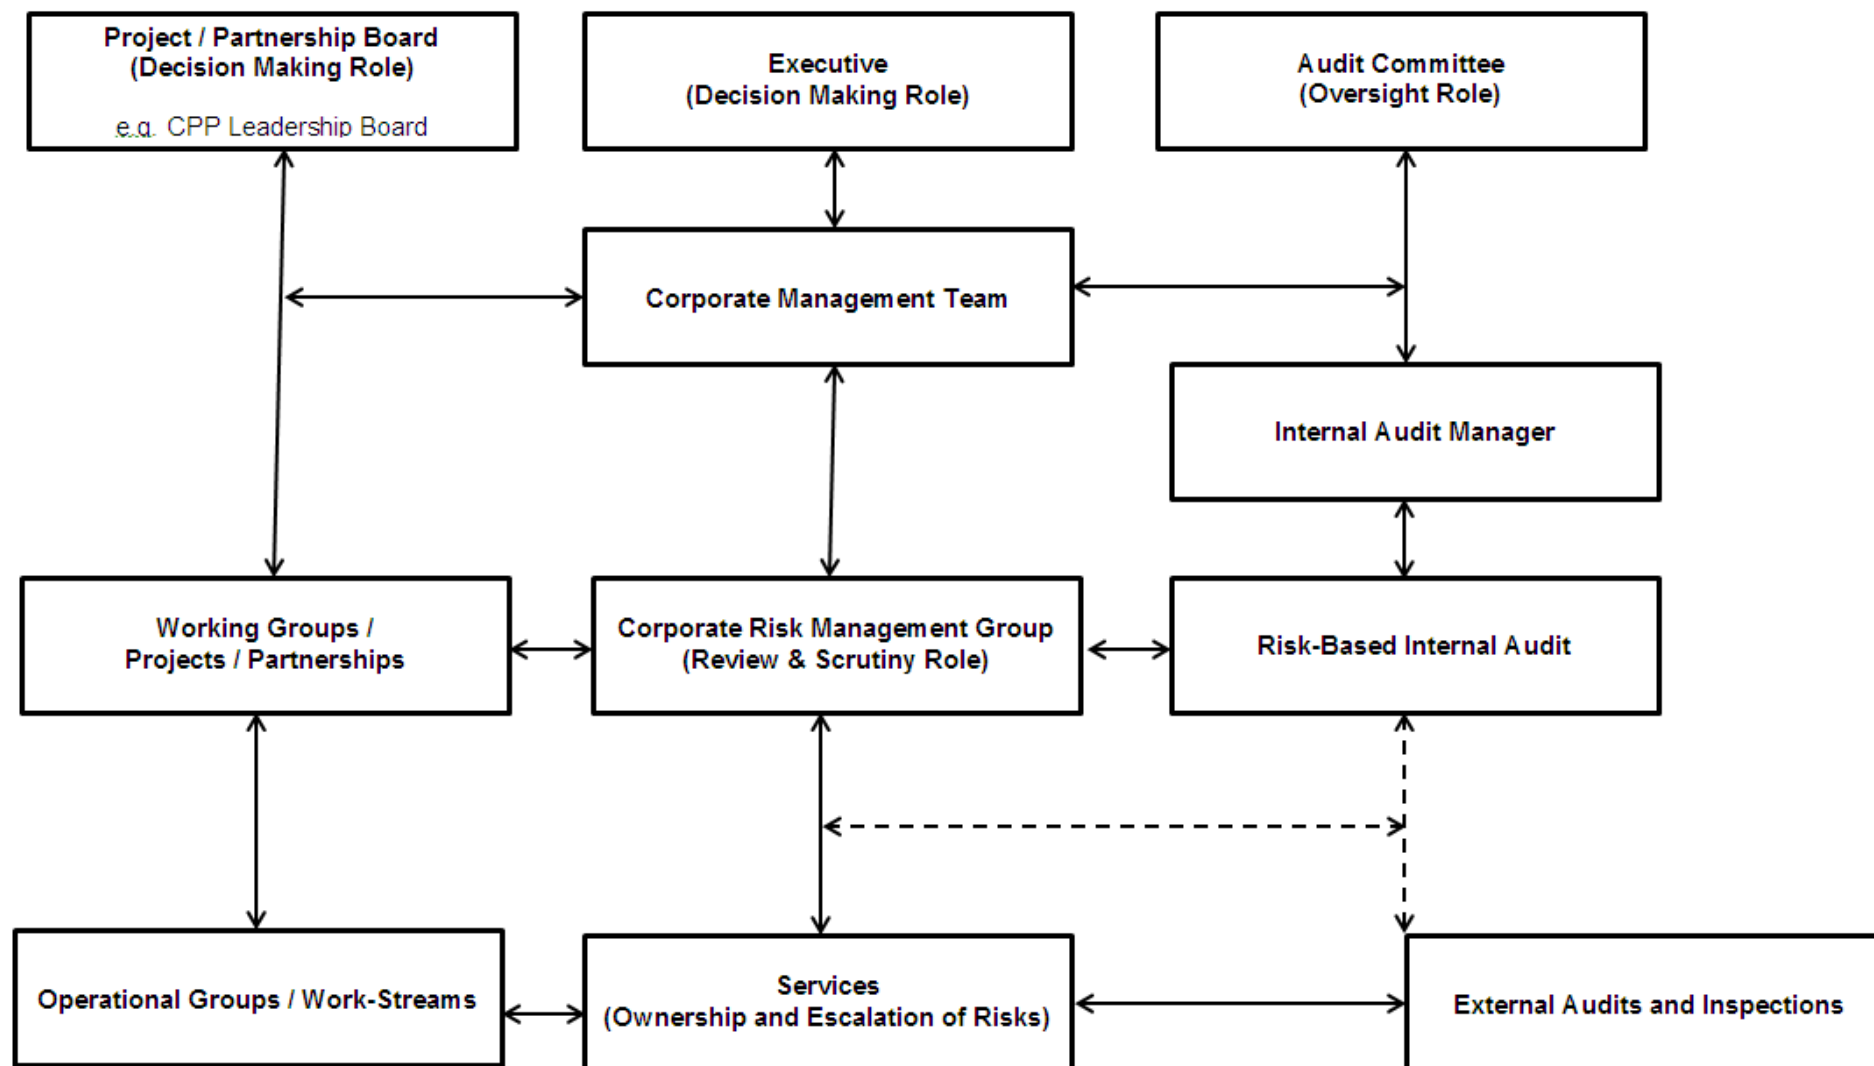 Project / Partnership Board
(Decision Making Role)
e.g. CPP Leadership Board
Executive
(Decision Making Role)
Audit Committee
(Oversight Role)
Corporate Management Team
Internal Audit Manager
Working Groups /
Projects / Partnerships
Corporate Risk Management Group
(Review & Scrutiny Role)
Risk-Based Internal Audit
Operational Groups / Work-Streams
Services
(Ownership and Escalation of Risks)
External Audits and Inspections